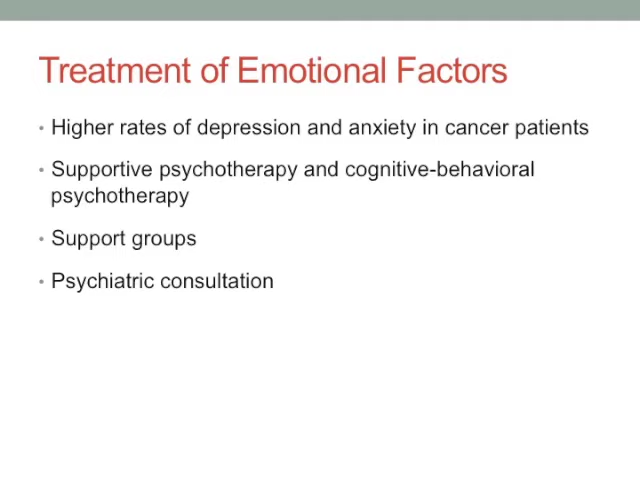 Treatment of Emotional Factors
• Higher rates of depression and anxiety in cancer patients
• Supportive psychotherapy and cognitive-behavioral
psychotherapy
• Support groups
• Psychiatric consultation